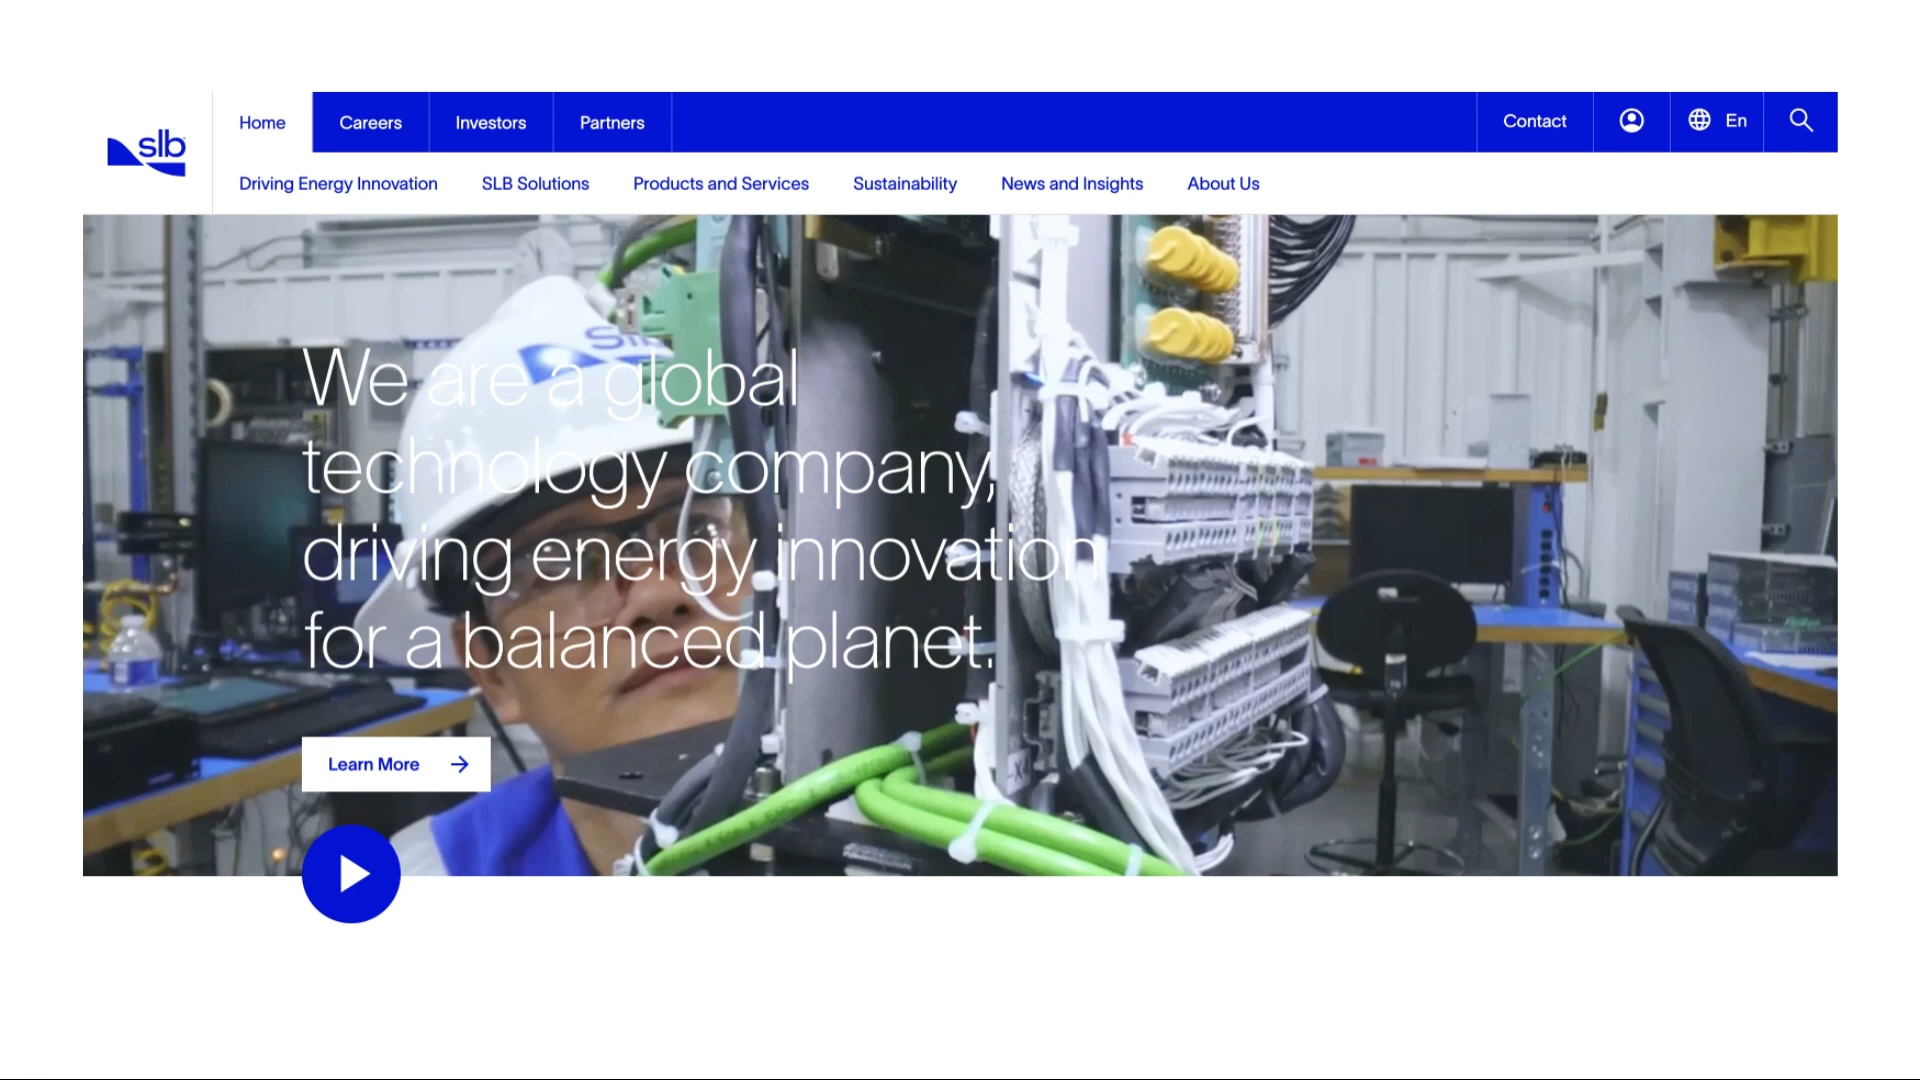 slb
Home
Careers
Investors
Partners
Contact
En
Driving Energy Innovation
SLB Solutions
Products and Services
Sustainability
News and Insights
About Us
We are a global
technology company,
driving energy innovation
for a balanced planet.
Learn More